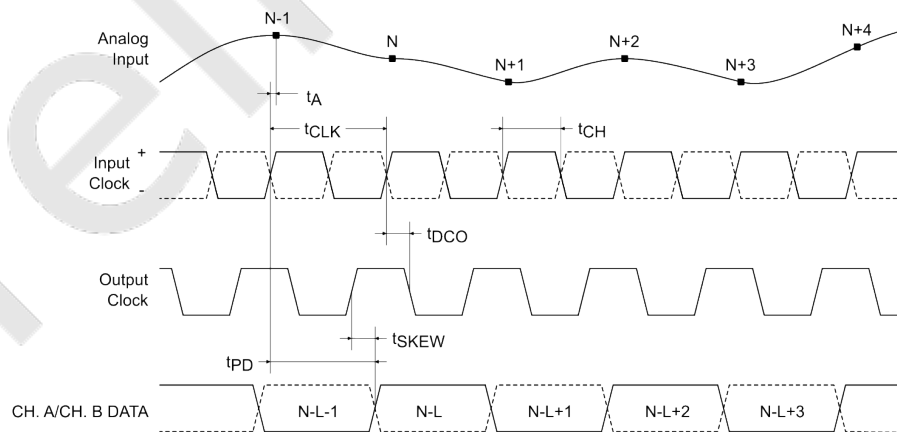 N-1
N
N+1
N+2
N+3
N+4
Analog
Input
tA
tCLK
tCH
Input
Clock
+
-
tDCO
Output
Clock
tSKEW
tPD
CH. A/CH. B DATA
N-L-1
N-L
N-L+1
N-L+2
N-L+3